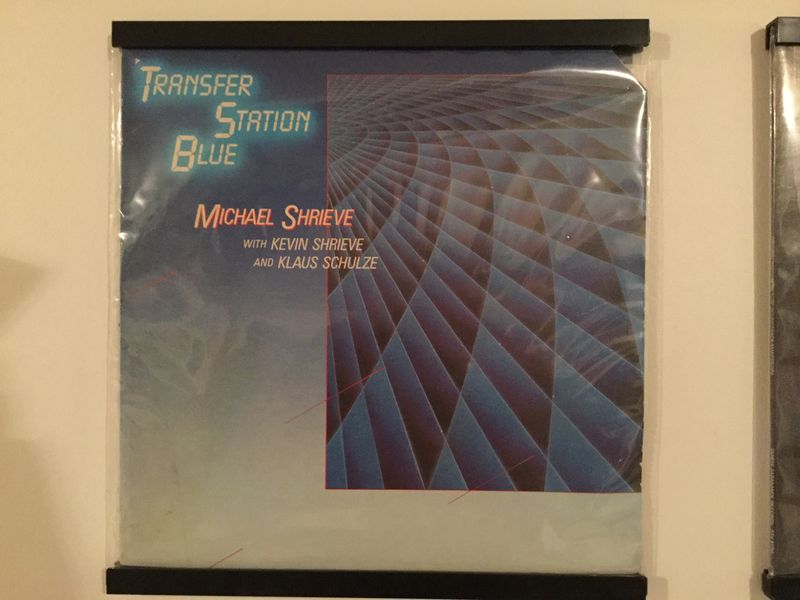 TRANSFER
STATION
BLUE
MICHAEL SHRIEVE
WITH KEVIN SHRIEVE
AND KLAUS SCHULZE